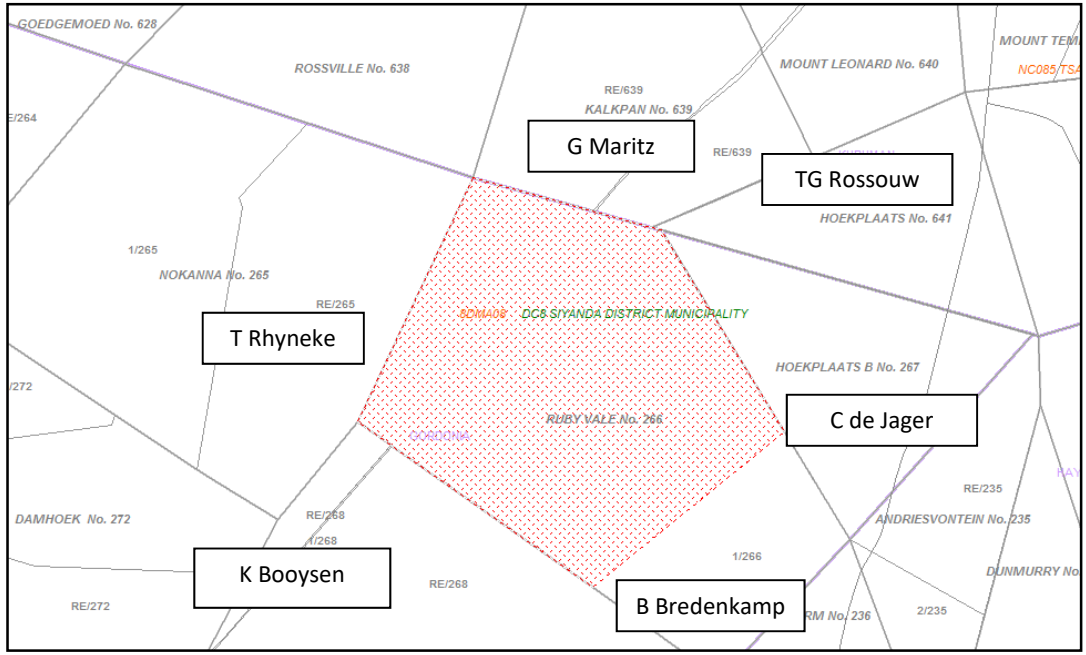 GOEDGEMOED No. 628
MOUNT TEM
ROSSVILLE No. 638
MOUNT LEONARD No. 640
NC085 TSA
RE/639
KALKPAN No. 639
E/264
G Maritz
RE/639
TG Rossouw
HOEKPLAATS No. 641
1/265
NOKANNA No. 265
RE/265
8DMA08
DC8 SIYANDA DISTRICT MUNICIPALITY
T Rhyneke
HOEKPLAATS B No. 267
/272
RUBY VALE No. 266
C de Jager
GORDONIA
KAY
RE/235
DAMHOEK No. 272
RE/268
ANDRIESVONTEIN No. 235
1/268
K Booysen
RE/268
1/266
DUNMURRY No.
RE/272
B Bredenkamp
RM No. 236
2/235